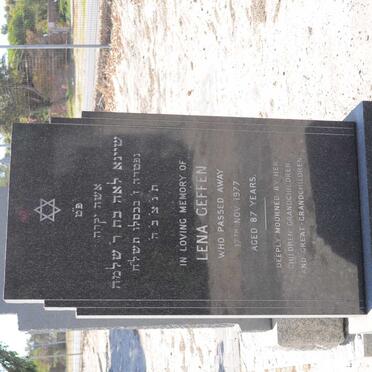 פ״ט
אשה יקרה
שיינא לאה בת ר׳ שלמה
נפטרה ז׳ בכסלו תשל״ח
ת נ צ ב ה
IN LOVING MEMORY OF
LENA GEFFEN
WHO PASSED AWAY
17TH NOV. 1977
AGED 87 YEARS.
DEEPLY MOURNED BY HER
CHILDREN, GRANDCHILDREN,
AND GREAT GRANDCHILDREN.